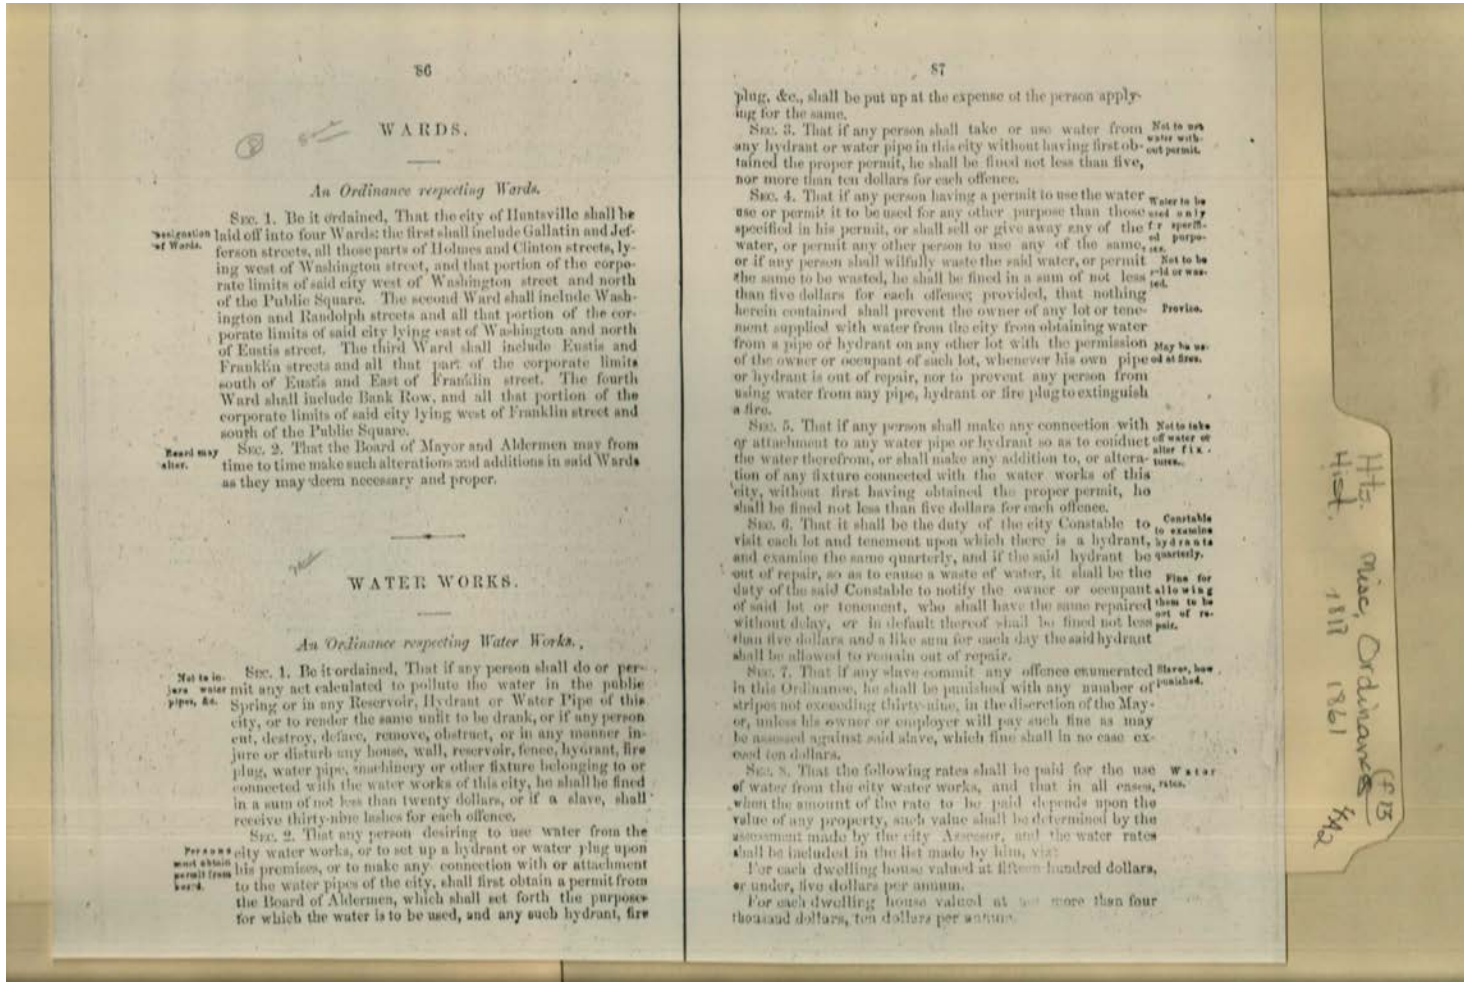 86
WARDS.
An Ordinance respecting Wards.
SEC. 1. Be it ordained, That the city of Huntsville shall be
Designation
of Wards.
laid off into four Wards: the first shall include Gallatin and Jef-
ferson streets, all those parts of Holmes and Clinton streets, ly-
ing west of Washington street, and that portion of the corpo-
rate limits of said city west of Washington street and north
of the Public Square. The second Ward shall include Wash-
ington and Randolph streets and all that portion of the cor-
porate limits of said city lying east of Washington and north
of Eustis street. The third Ward shall include Eustis and
Franklin streets and all that part of the corporate limits
south of Eustis and East of Franklin street. The fourth
Ward shall include Bank Row, and all that portion of the
corporate limits of said city lying west of Franklin street and
south of the Public Square.
Board may
alter.
SEC. 2. That the Board of Mayor and Aldermen may from
time to time make such alterations and additions in said Wards
as they may deem necessary and proper.
WATER WORKS.
An Ordinance respecting Water Works.
Not to in-
jure water
pipes, &c.
SEC. 1. Be it ordained, That if any person shall do or per-
mit any act calculated to pollute the water in the public
Spring or in any Reservoir, Hydrant or Water Pipe of this
city, or to render the same unfit to be drank, or if any person
cut, destroy, deface, remove, obstruct, or in any manner in-
jure or disturb any house, wall, reservoir, fence, hydrant, fire
plug, water pipe, machinery or other fixture belonging to or
connected with the water works of this city, he shall be fined
in a sum of not less than twenty dollars, or if a slave, shall
receive thirty-nine lashes for each offence.
Persons
must obtain
permit from
board.
SEC. 2. That any person desiring to use water from the
city water works, or to set up a hydrant or water plug upon
his premises, or to make any connection with or attachment
to the water pipes of the city, shall first obtain a permit from
the Board of Aldermen, which shall set forth the purposes
for which the water is to be used, and any such hydrant, fire
87
plug, &c., shall be put up at the expense of the person apply-
ing for the same.
SEC. 3. That if any person shall take or use water from
any hydrant or water pipe in this city without having first ob-
tained the proper permit, he shall be fined not less than five,
nor more than ten dollars for each offence.
Not to use
water with-
out permit.
SEC. 4. That if any person having a permit to use the water
use or permit it to be used for any other purpose than those
specified in his permit, or shall sell or give away any of the
water, or permit any other person to use any of the same,
or if any person shall wilfully waste the said water, or permit
the same to be wasted, he shall be fined in a sum of not less
than five dollars for each offence; provided, that nothing
herein contained shall prevent the owner of any lot or tene-
ment supplied with water from the city from obtaining water
from a pipe or hydrant on any other lot with the permission
of the owner or occupant of such lot, whenever his own pipe
or hydrant is out of repair, nor to prevent any person from
using water from any pipe, hydrant or fire plug to extinguish
a fire.
Water to be
used only
for specifi-
ed purpo-
ses.
Not to be
sold or was-
ted.
Proviso.
May be us-
ed at fires.
SEC. 5. That if any person shall make any connection with
or attachment to any water pipe or hydrant so as to conduct
the water therefrom, or shall make any addition to, or altera-
tion of any fixture connected with the water works of this
city, without first having obtained the proper permit, he
shall be fined not less than five dollars for each offence.
Not to take
off water or
alter fix-
tures.
SEC. 6. That it shall be the duty of the city Constable to
visit each lot and tenement upon which there is a hydrant,
and examine the same quarterly, and if the said hydrant be
out of repair, so as to cause a waste of water, it shall be the
duty of the said Constable to notify the owner or occupant
of said lot or tenement, who shall have the same repaired
without delay, or in default thereof shall be fined not less
than five dollars and a like sum for each day the said hydrant
shall be allowed to remain out of repair.
Constable
to examine
hydrants
quarterly.
Fine for
allowing
them to be
out of re-
pair.
SEC. 7. That if any slave commit any offence enumerated
in this Ordinance, he shall be punished with any number of
stripes not exceeding thirty-nine, in the discretion of the May-
or, unless his owner or employer will pay such fine as may
be assessed against said slave, which fine shall in no case ex-
ceed ten dollars.
Slaves, how
punished.
SEC. 8. That the following rates shall be paid for the use
of water from the city water works, and that in all cases,
when the amount of the rate to be paid depends upon the
value of any property, such value shall be determined by the
assessment made by the city Assessor, and the water rates
shall be included in the list made by him, viz:
Water
rates.
For each dwelling house valued at fifteen hundred dollars,
or under, five dollars per annum.
For each dwelling house valued at not more than four
thousand dollars, ten dollars per annum.
Hts. Misc, Ordinances (f 13
Hist. 1817 1861